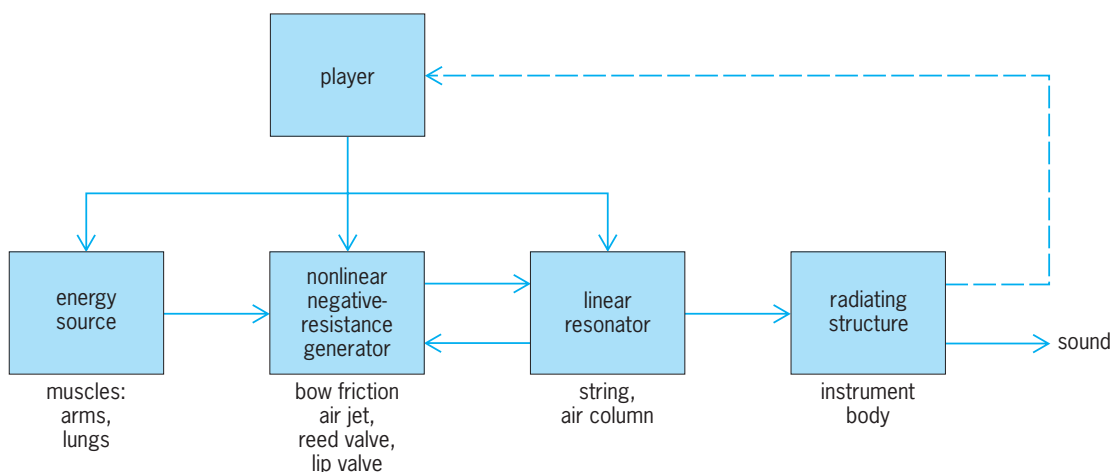 player
energy
source
nonlinear
negative-
resistance
generator
linear
resonator
radiating
structure
sound
muscles:
arms,
lungs
bow friction
air jet,
reed valve,
lip valve
string,
air column
instrument
body